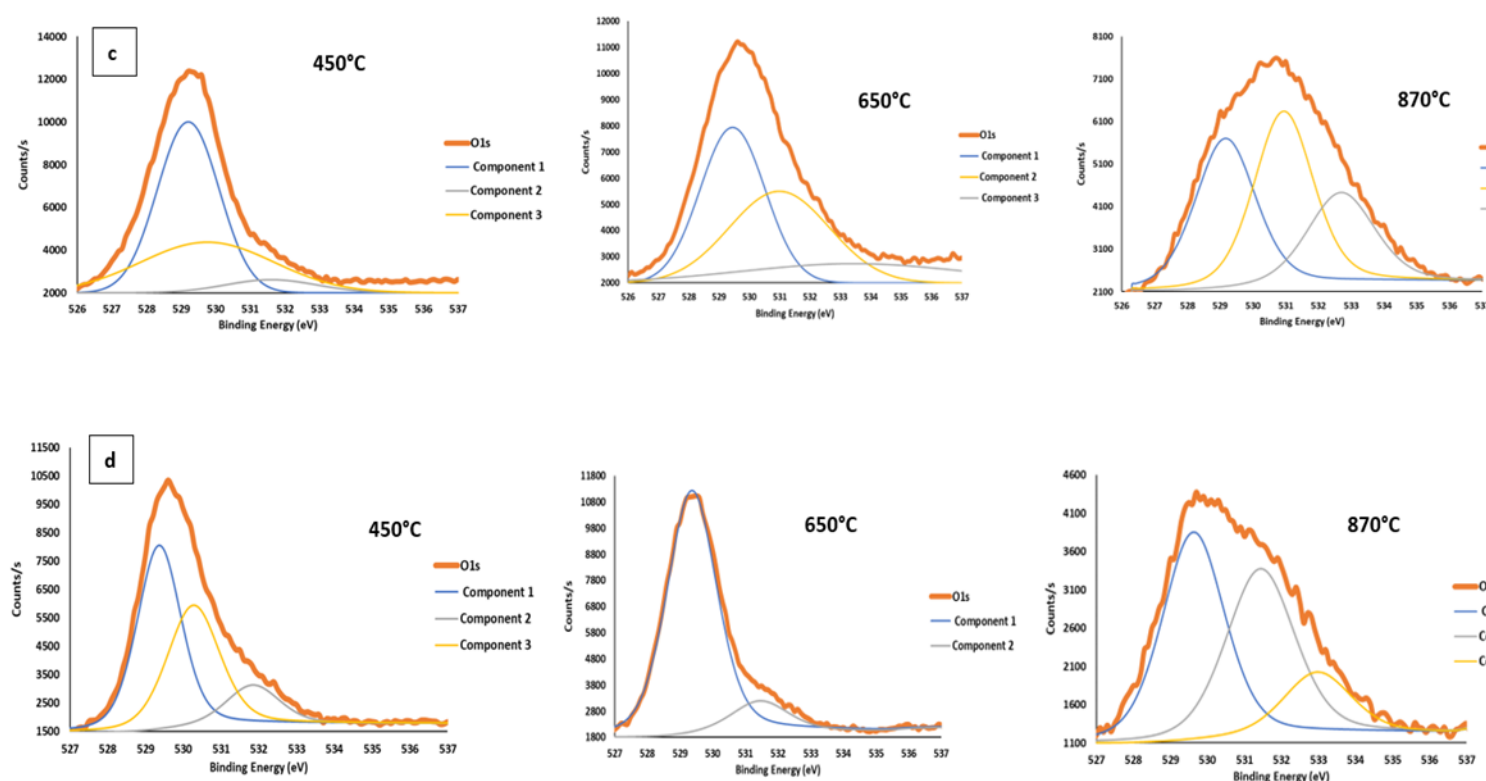 c
450°C
14000
12000
10000
8000
6000
4000
2000
Counts/s
526 527 528 529 530 531 532 533 534 535 536 537
Binding Energy (eV)
O1s
Component 1
Component 2
Component 3
650°C
12000
11000
10000
9000
8000
7000
6000
5000
4000
3000
2000
Counts/s
526 527 528 529 530 531 532 533 534 535 536 537
Binding Energy (eV)
O1s
Component 1
Component 2
Component 3
870°C
8100
7100
6100
5100
4100
3100
2100
Counts/s
526 527 528 529 530 531 532 533 534 535 536
Binding Energy (eV)
d
450°C
11500
10500
9500
8500
7500
6500
5500
4500
3500
2500
1500
Counts/s
527 528 529 530 531 532 533 534 535 536 537
Binding Energy (eV)
O1s
Component 1
Component 2
Component 3
650°C
11800
10800
9800
8800
7800
6800
5800
4800
3800
2800
1800
Counts/s
527 528 529 530 531 532 533 534 535 536 537
Binding Energy (eV)
O1s
Component 1
Component 2
870°C
4600
4100
3600
3100
2600
2100
1600
1100
Counts/s
527 528 529 530 531 532 533 534 535 536 537
Binding Energy (eV)